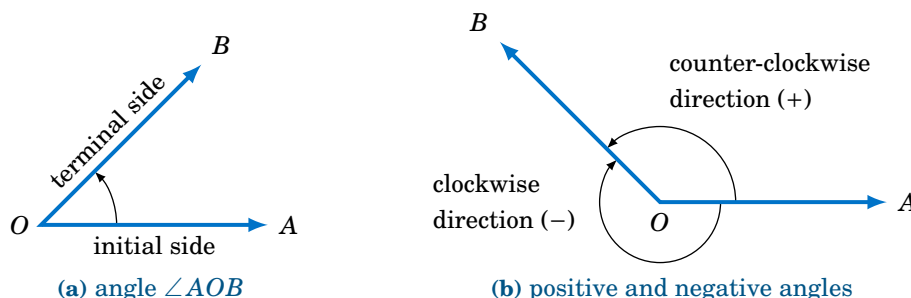 B
terminal side
O
A
initial side
(a) angle ∠AOB
B
counter-clockwise
direction (+)
clockwise
direction (−)
O
A
(b) positive and negative angles